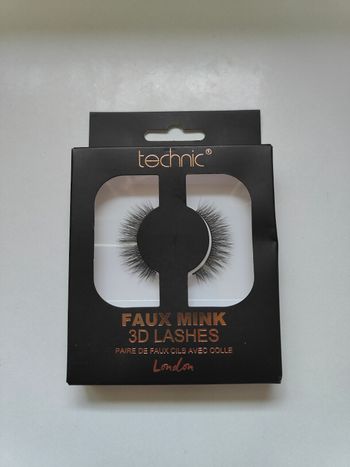 technic®
FAUX MINK
3D LASHES
PAIRE DE FAUX CILS AVEC COLLE
London